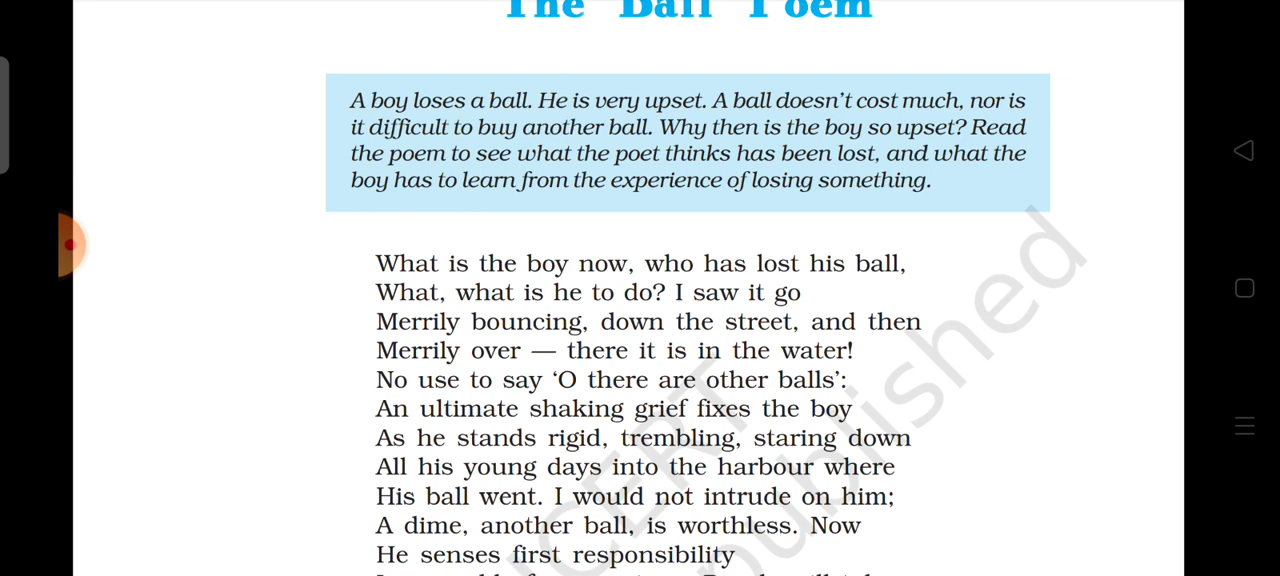 The Ball Poem
A boy loses a ball. He is very upset. A ball doesn't cost much, nor is
it difficult to buy another ball. Why then is the boy so upset? Read
the poem to see what the poet thinks has been lost, and what the
boy has to learn from the experience of losing something.
What is the boy now, who has lost his ball,
What, what is he to do? I saw it go
Merrily bouncing, down the street, and then
Merrily over — there it is in the water!
No use to say ‘O there are other balls’:
An ultimate shaking grief fixes the boy
As he stands rigid, trembling, staring down
All his young days into the harbour where
His ball went. I would not intrude on him;
A dime, another ball, is worthless. Now
He senses first responsibility